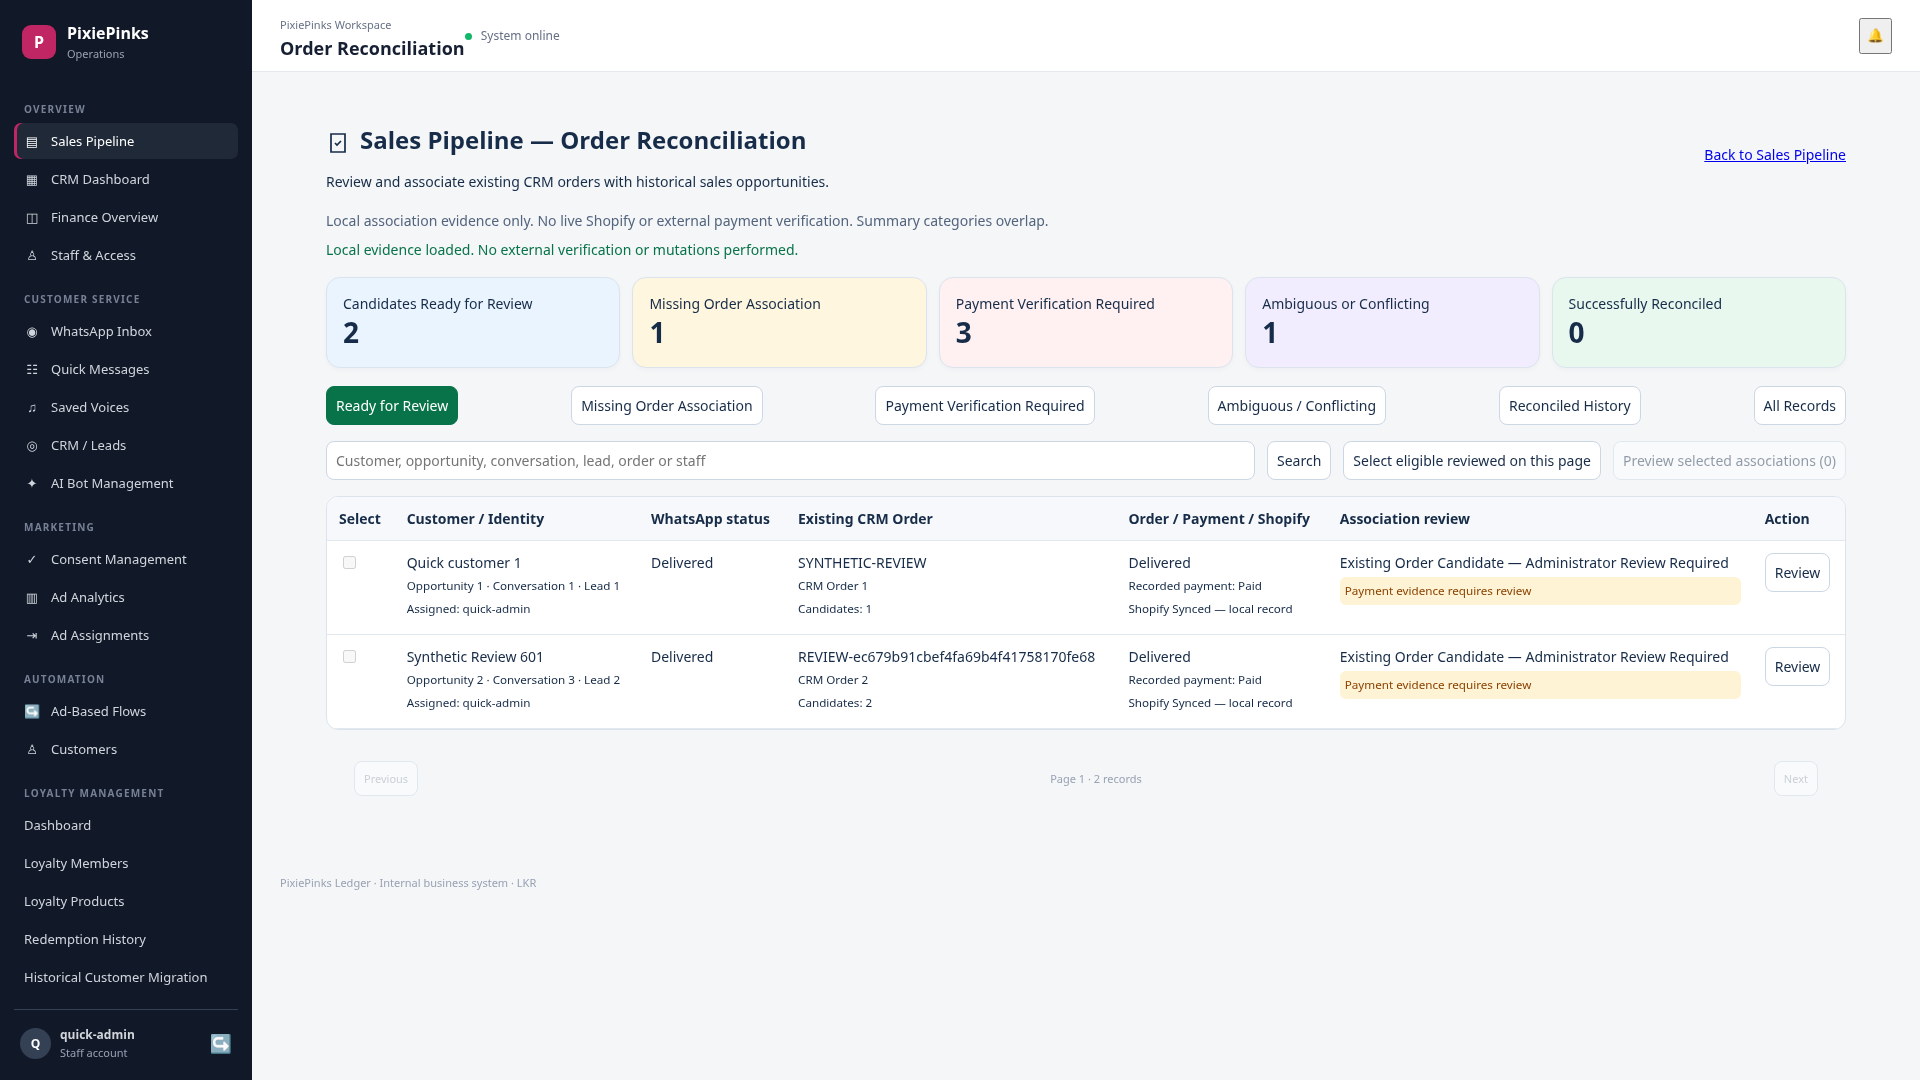 P
PixiePinks
Operations
OVERVIEW
Sales Pipeline
CRM Dashboard
Finance Overview
Staff & Access
CUSTOMER SERVICE
WhatsApp Inbox
Quick Messages
Saved Voices
CRM / Leads
AI Bot Management
MARKETING
Consent Management
Ad Analytics
Ad Assignments
AUTOMATION
Ad-Based Flows
Customers
LOYALTY MANAGEMENT
Dashboard
Loyalty Members
Loyalty Products
Redemption History
Historical Customer Migration
Q
quick-admin
Staff account
PixiePinks Workspace
Order Reconciliation
System online
Sales Pipeline — Order Reconciliation
Back to Sales Pipeline
Review and associate existing CRM orders with historical sales opportunities.
Local association evidence only. No live Shopify or external payment verification. Summary categories overlap.
Local evidence loaded. No external verification or mutations performed.
Candidates Ready for Review
2
Missing Order Association
1
Payment Verification Required
3
Ambiguous or Conflicting
1
Successfully Reconciled
0
Ready for Review
Missing Order Association
Payment Verification Required
Ambiguous / Conflicting
Reconciled History
All Records
Customer, opportunity, conversation, lead, order or staff
Search
Select eligible reviewed on this page
Preview selected associations (0)
Select Customer / Identity WhatsApp status Existing CRM Order Order / Payment / Shopify Association review Action
Quick customer 1
Opportunity 1 · Conversation 1 · Lead 1
Assigned: quick-admin
Delivered
SYNTHETIC-REVIEW
CRM Order 1
Candidates: 1
Delivered
Recorded payment: Paid
Shopify Synced — local record
Existing Order Candidate — Administrator Review Required
Payment evidence requires review
Review
Synthetic Review 601
Opportunity 2 · Conversation 3 · Lead 2
Assigned: quick-admin
Delivered
REVIEW-ec679b91cbef4fa69b4f41758170fe68
CRM Order 2
Candidates: 2
Delivered
Recorded payment: Paid
Shopify Synced — local record
Existing Order Candidate — Administrator Review Required
Payment evidence requires review
Review
Previous
Page 1 · 2 records
Next
PixiePinks Ledger · Internal business system · LKR